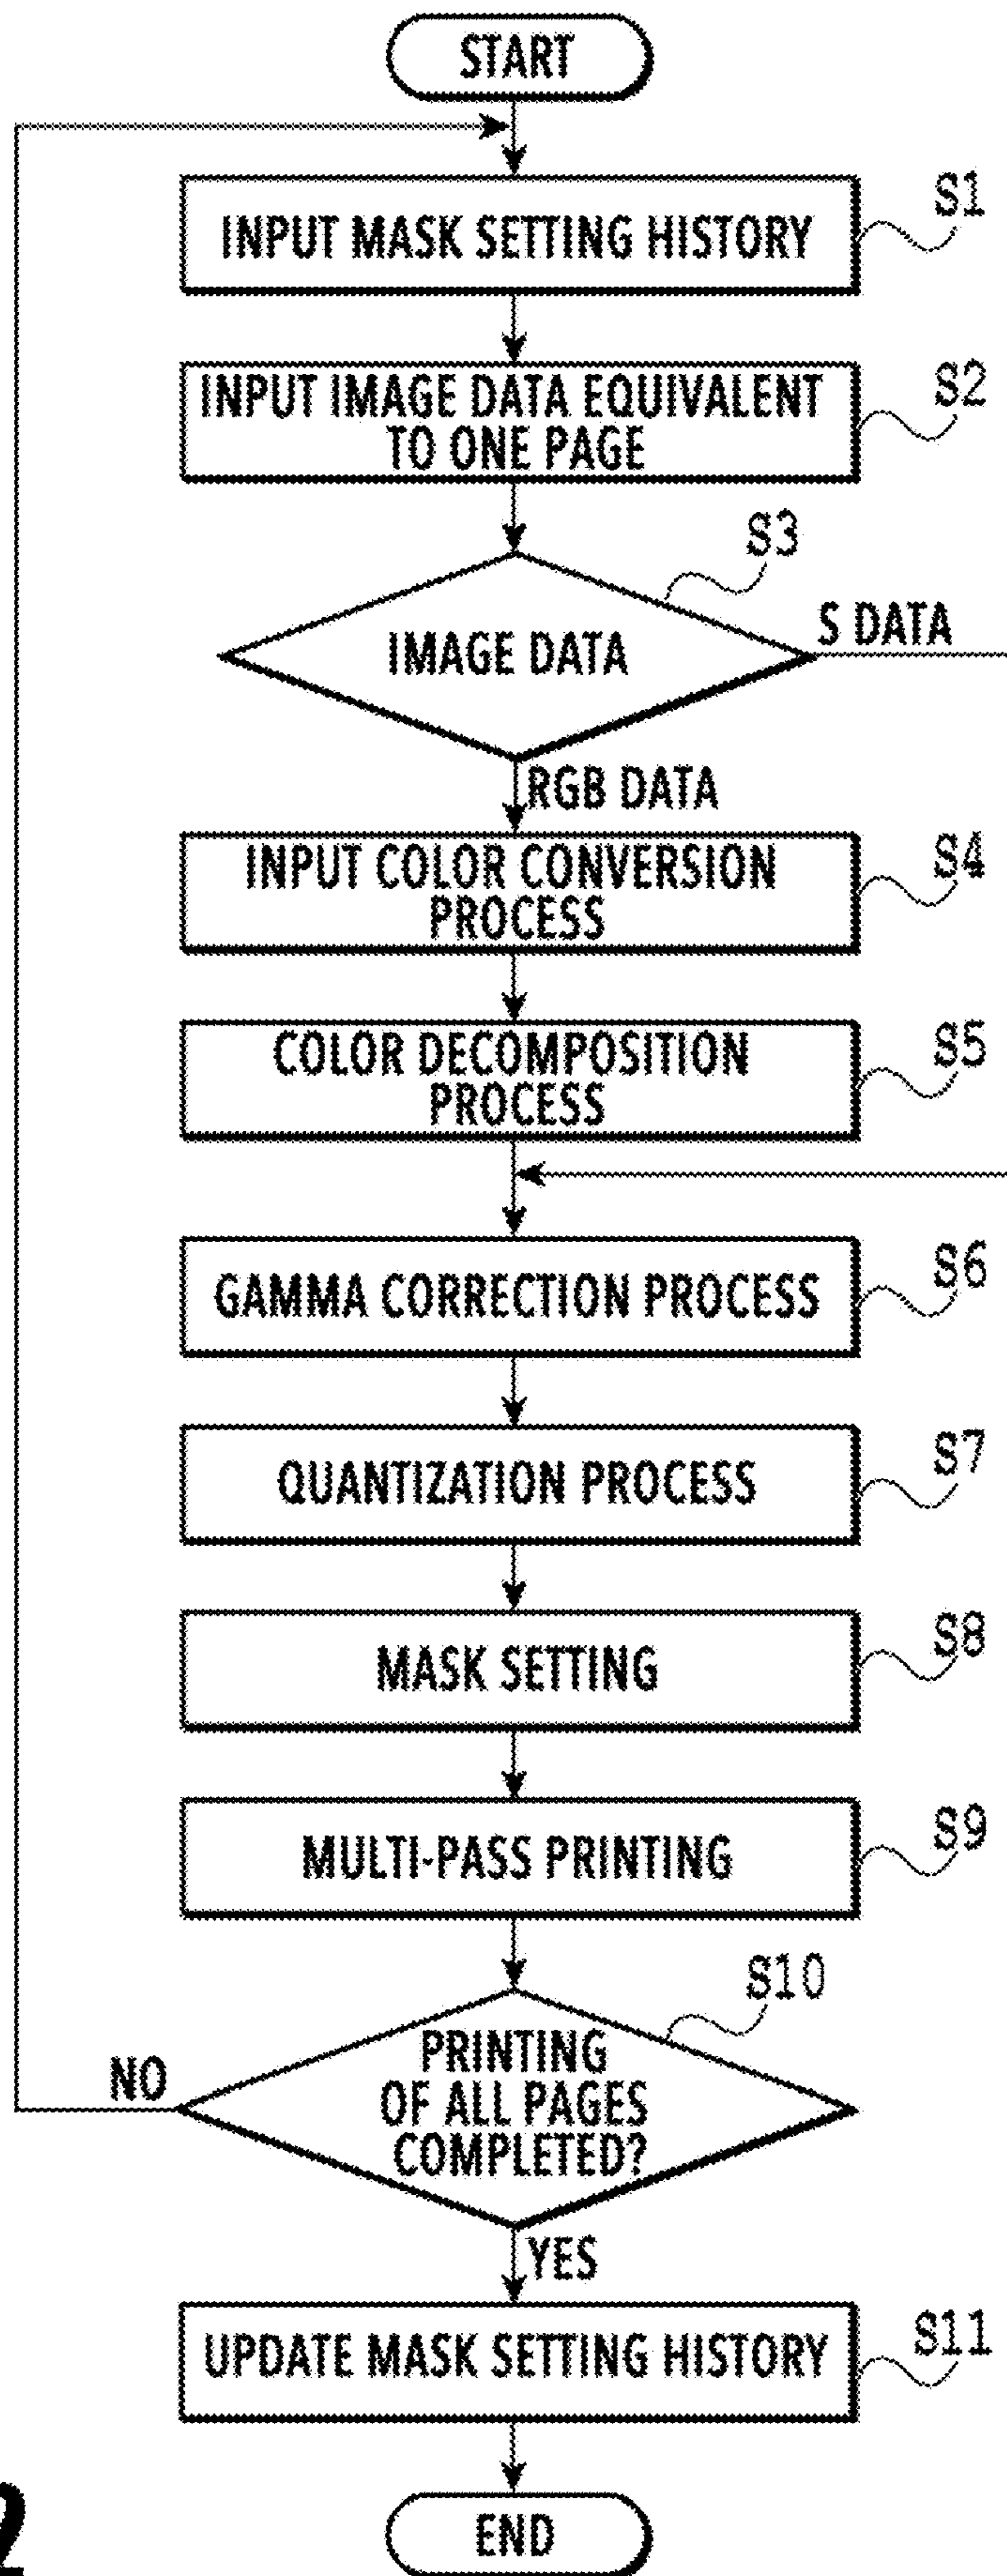 START
INPUT MASK SETTING HISTORY
S1
INPUT IMAGE DATA EQUIVALENT
TO ONE PAGE
S2
S3
IMAGE DATA
S DATA
RGB DATA
INPUT COLOR CONVERSION
PROCESS
S4
COLOR DECOMPOSITION
PROCESS
S5
GAMMA CORRECTION PROCESS
S6
QUANTIZATION PROCESS
S7
MASK SETTING
S8
MULTI-PASS PRINTING
S9
S10
PRINTING
OF ALL PAGES
COMPLETED?
NO
YES
UPDATE MASK SETTING HISTORY
S11
END
2